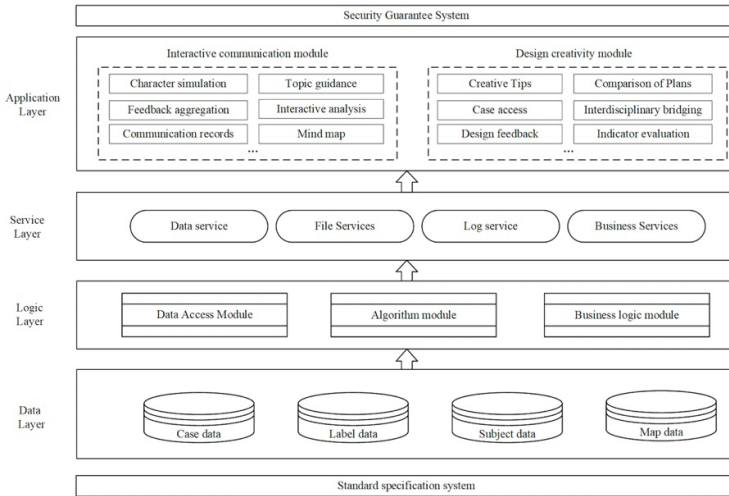 Security Guarantee System
Application
Layer
Interactive communication module
Character simulation
Topic guidance
Feedback aggregation
Interactive analysis
Communication records
Mind map
...
Design creativity module
Creative Tips
Comparison of Plans
Case access
Interdisciplinary bridging
Design feedback
Indicator evaluation
...
Service
Layer
Data service
File Services
Log service
Business Services
Logic
Layer
Data Access Module
Algorithm module
Business logic module
Data
Layer
Case data
Label data
Subject data
Map data
Standard specification system